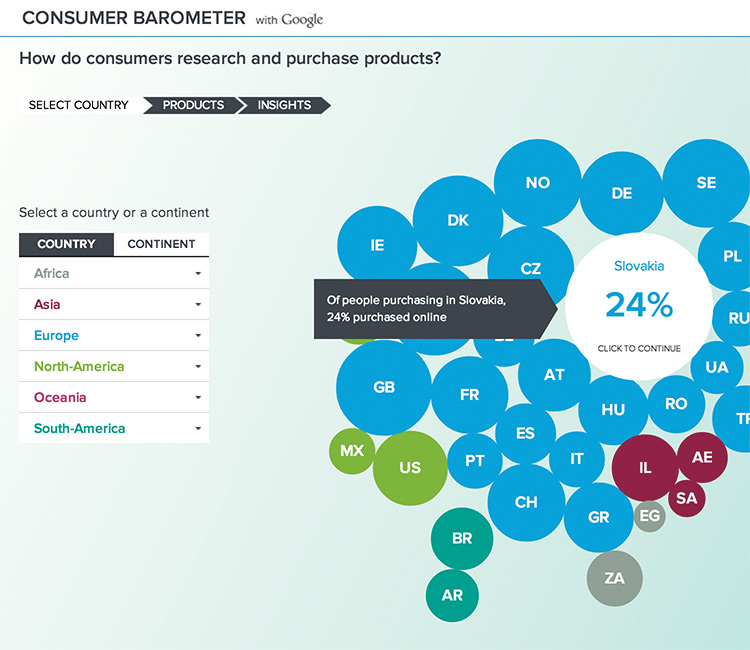 CONSUMER BAROMETER with Google
How do consumers research and purchase products?
SELECT COUNTRY
PRODUCTS
INSIGHTS
Select a country or a continent
COUNTRY
CONTINENT
Africa
Asia
Europe
North-America
Oceania
South-America
NO
DE
SE
DK
IE
CZ
PL
Of people purchasing in Slovakia,
24% purchased online
Slovakia
24%
CLICK TO CONTINUE
RU
UA
GB
FR
AT
HU
RO
ES
MX
US
PT
IT
IL
AE
SA
CH
GR
EG
BR
ZA
AR